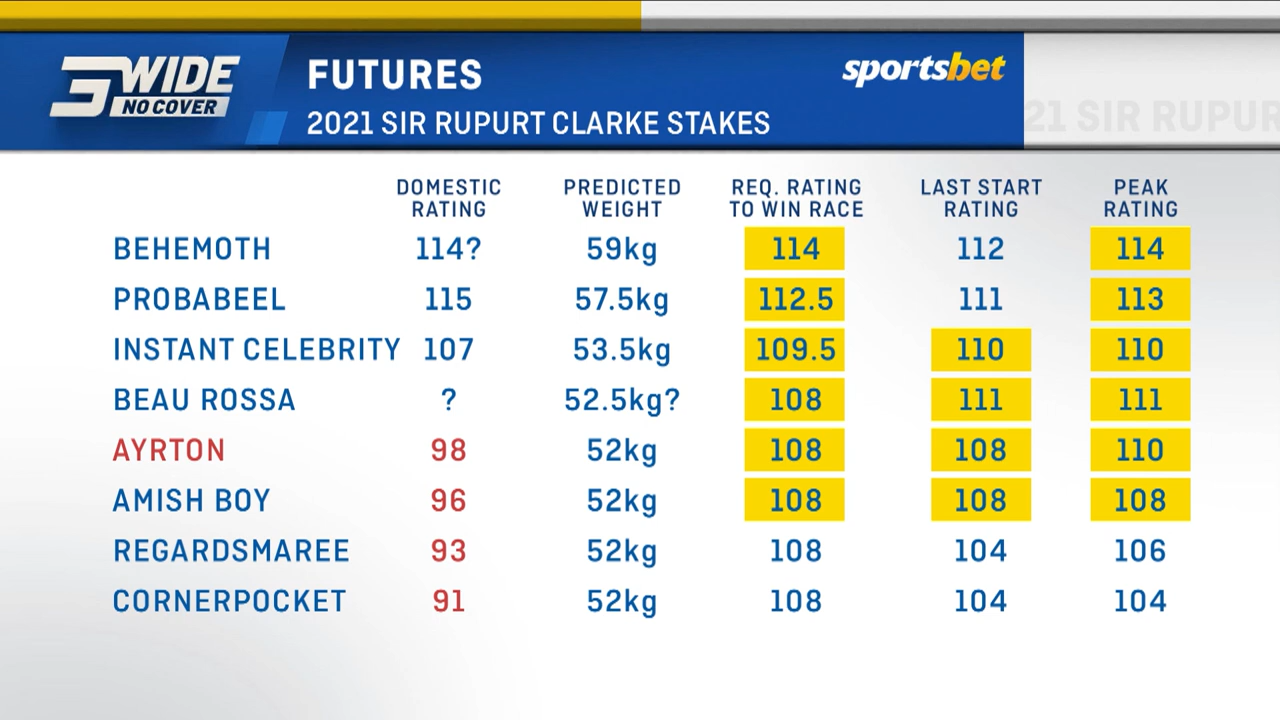 3 WIDE
NO COVER
FUTURES
sportsbet
2021 SIR RUPURT CLARKE STAKES
21 SIR RUPUR
DOMESTIC RATING PREDICTED WEIGHT REQ. RATING TO WIN RACE LAST START RATING PEAK RATING
BEHEMOTH 114? 59kg 114 112 114
PROBABEEL 115 57.5kg 112.5 111 113
INSTANT CELEBRITY 107 53.5kg 109.5 110 110
BEAU ROSSA ? 52.5kg? 108 111 111
AYRTON 98 52kg 108 108 110
AMISH BOY 96 52kg 108 108 108
REGARDSMAREE 93 52kg 108 104 106
CORNERPOCKET 91 52kg 108 104 104